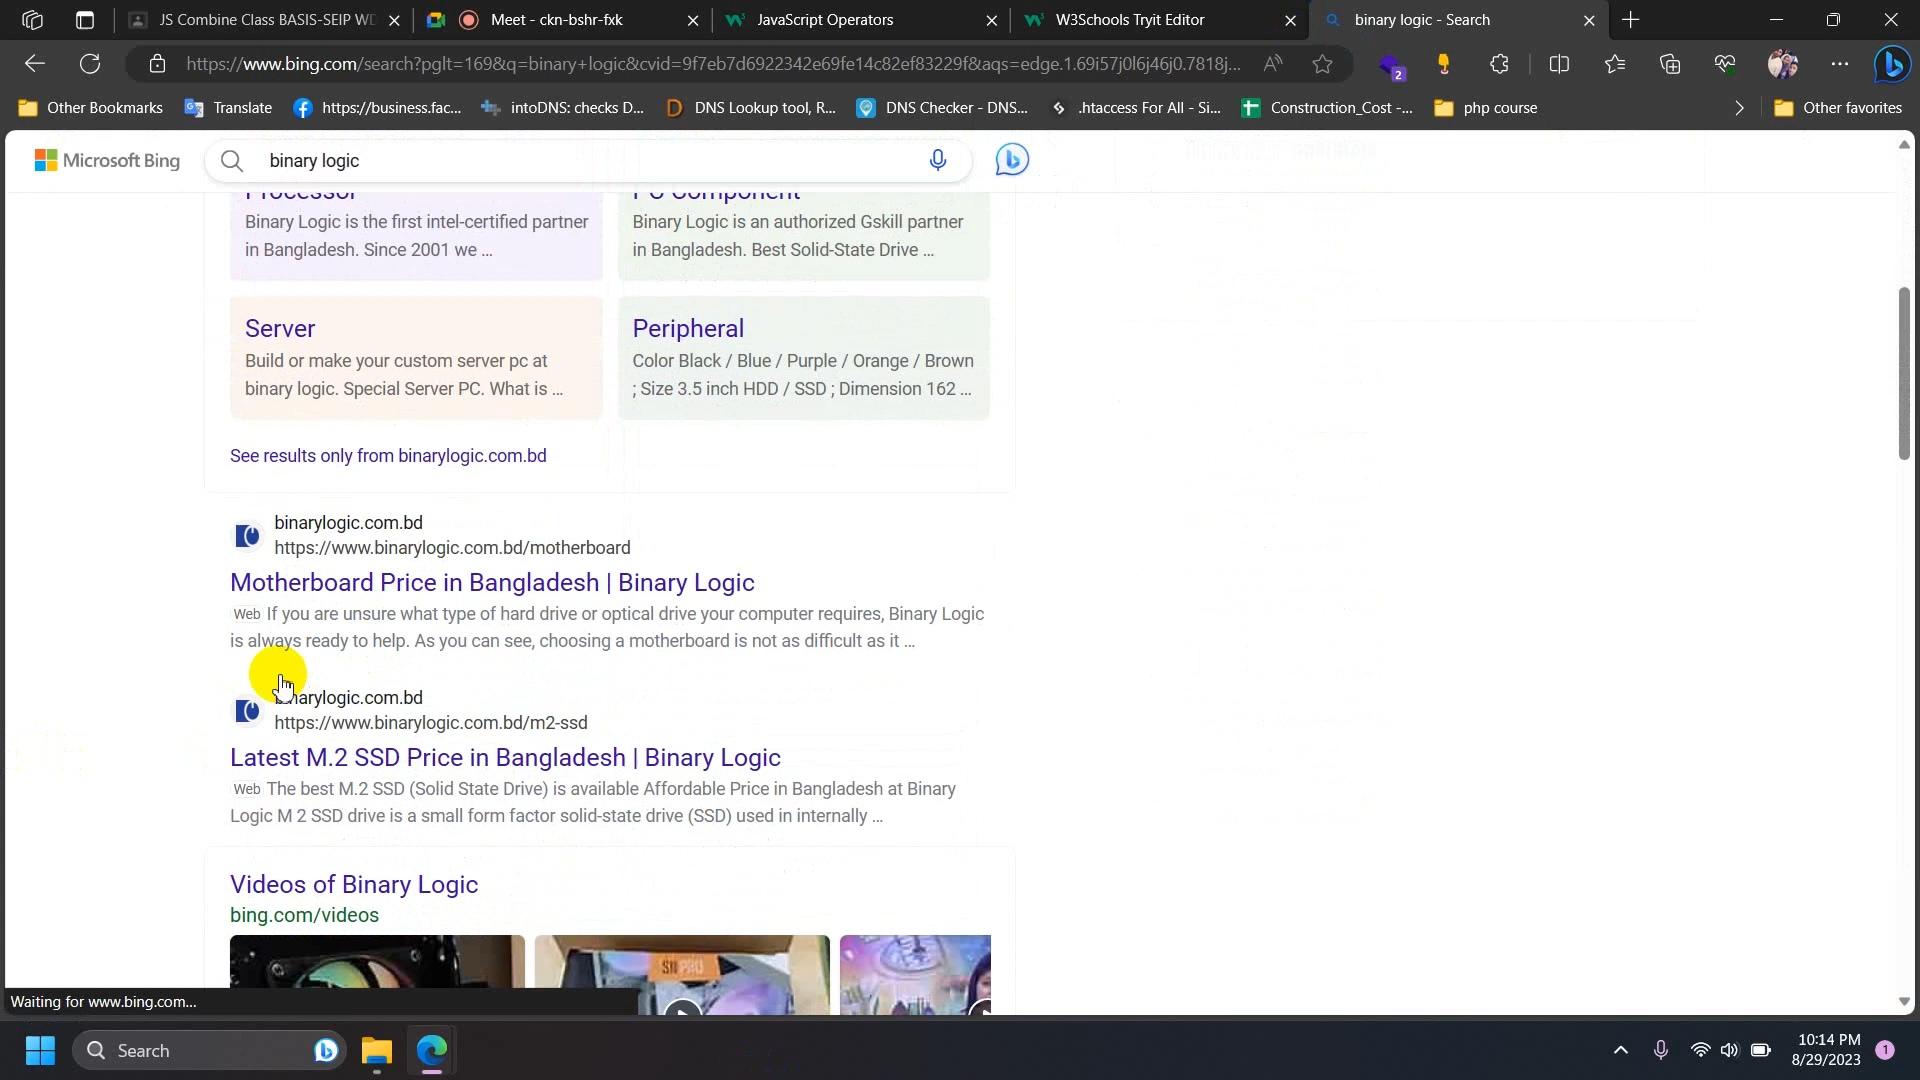 JS Combine Class BASIS-SEIP WD
Meet - ckn-bshr-fxk
JavaScript Operators
W3Schools Tryit Editor
binary logic - Search
https://www.bing.com/search?pglt=169&q=binary+logic&cvid=9f7eb7d6922342e69fe14c82ef83229f&aqs=edge.1.69i57j0l6j46j0.7818j...
2
Other Bookmarks
Translate
https://business.fac...
intoDNS: checks D...
DNS Lookup tool, R...
DNS Checker - DNS...
.htaccess For All - Si...
Construction_Cost -...
php course
Other favorites
Microsoft Bing
binary logic
Processor
Binary Logic is the first intel-certified partner
in Bangladesh. Since 2001 we ...
PC Component
Binary Logic is an authorized Gskill partner
in Bangladesh. Best Solid-State Drive ...
Server
Build or make your custom server pc at
binary logic. Special Server PC. What is ...
Peripheral
Color Black / Blue / Purple / Orange / Brown
; Size 3.5 inch HDD / SSD ; Dimension 162 ...
See results only from binarylogic.com.bd
binarylogic.com.bd
https://www.binarylogic.com.bd/motherboard
Motherboard Price in Bangladesh | Binary Logic
Web If you are unsure what type of hard drive or optical drive your computer requires, Binary Logic
is always ready to help. As you can see, choosing a motherboard is not as difficult as it ...
binarylogic.com.bd
https://www.binarylogic.com.bd/m2-ssd
Latest M.2 SSD Price in Bangladesh | Binary Logic
Web The best M.2 SSD (Solid State Drive) is available Affordable Price in Bangladesh at Binary
Logic M 2 SSD drive is a small form factor solid-state drive (SSD) used in internally ...
Videos of Binary Logic
bing.com/videos
Waiting for www.bing.com...
Search
10:14 PM
8/29/2023
1